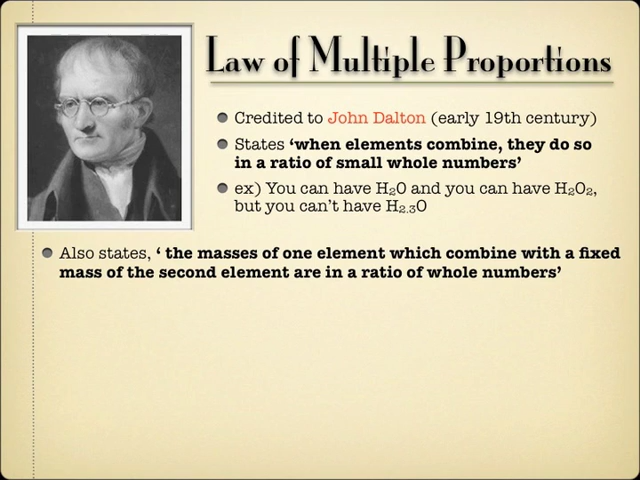 Law of Multiple Proportions
Credited to John Dalton (early 19th century)
States ‘when elements combine, they do so
in a ratio of small whole numbers’
ex) You can have H₂0 and you can have H₂O₂,
but you can’t have H₂.₃O
Also states, ‘ the masses of one element which combine with a fixed
mass of the second element are in a ratio of whole numbers’